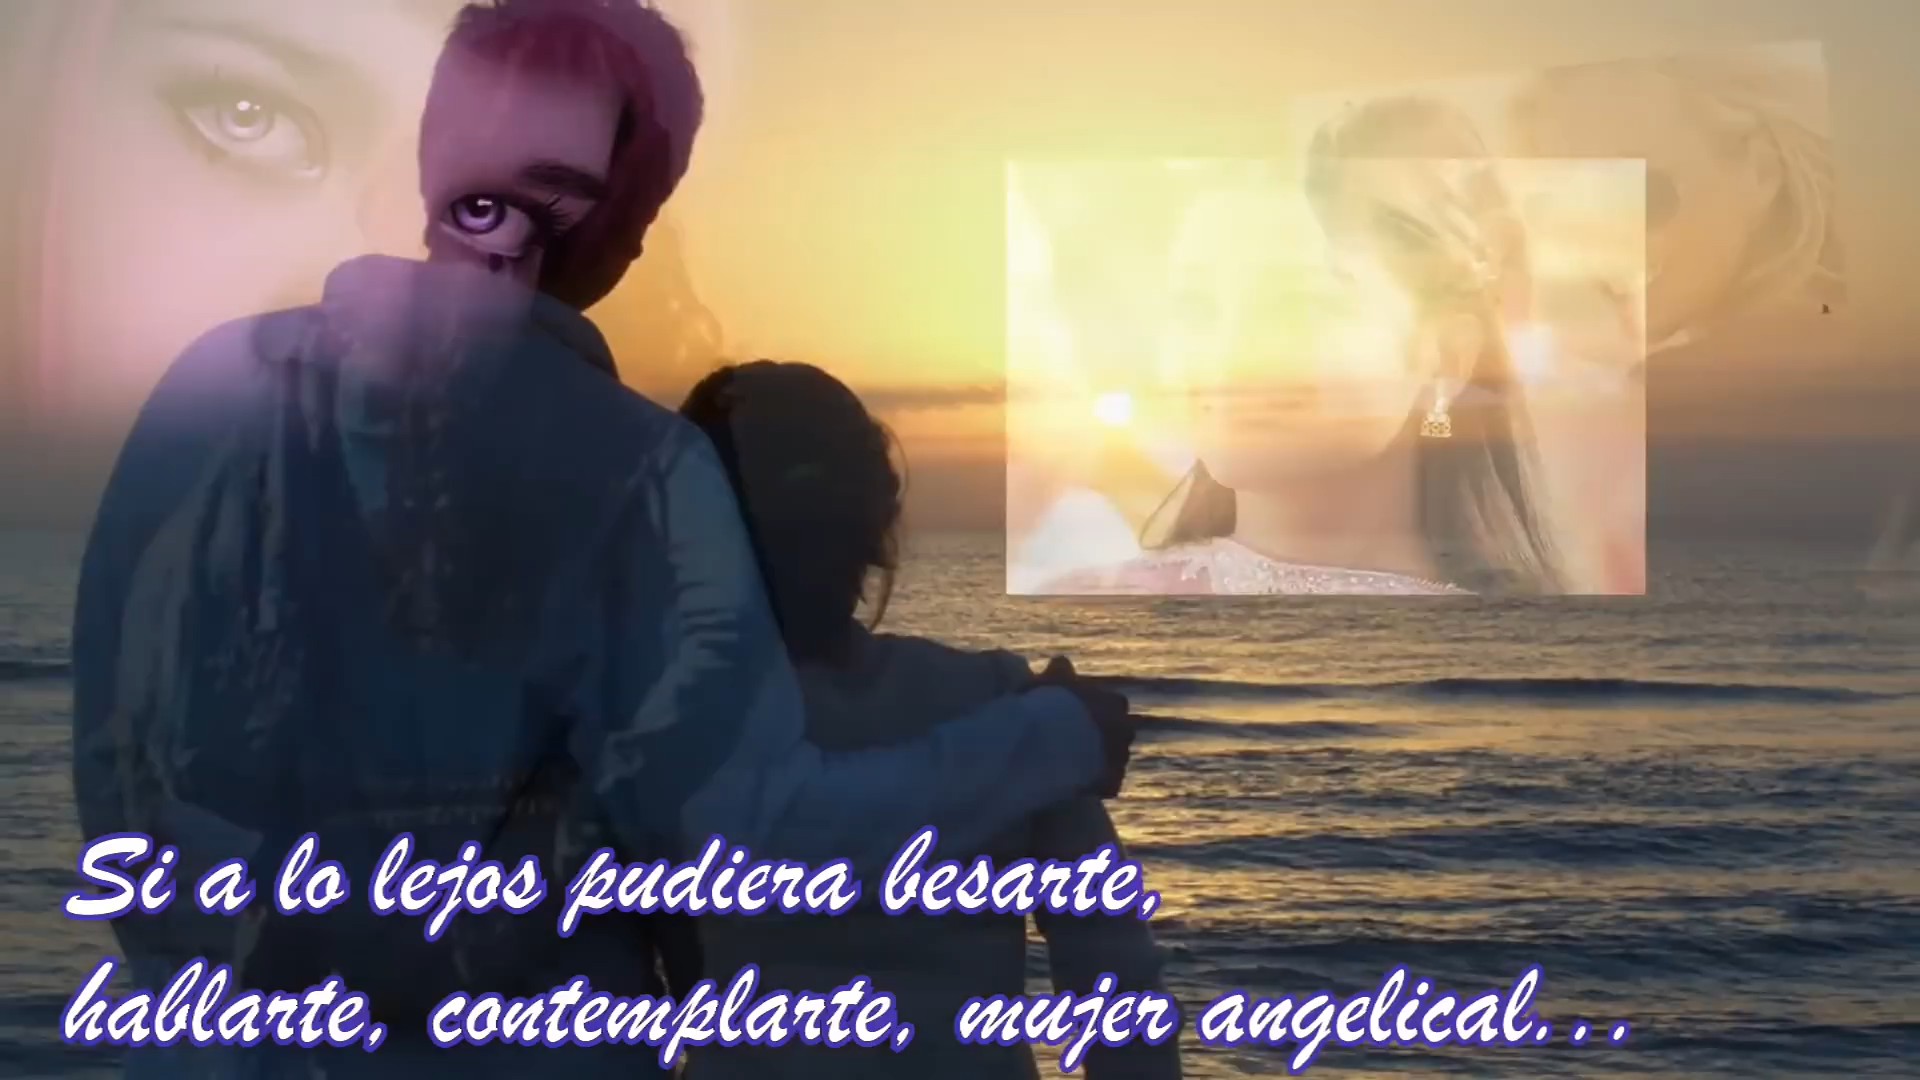 Si a lo lejos pudiera besarte,
hablarte, contemplarte, mujer angelical...